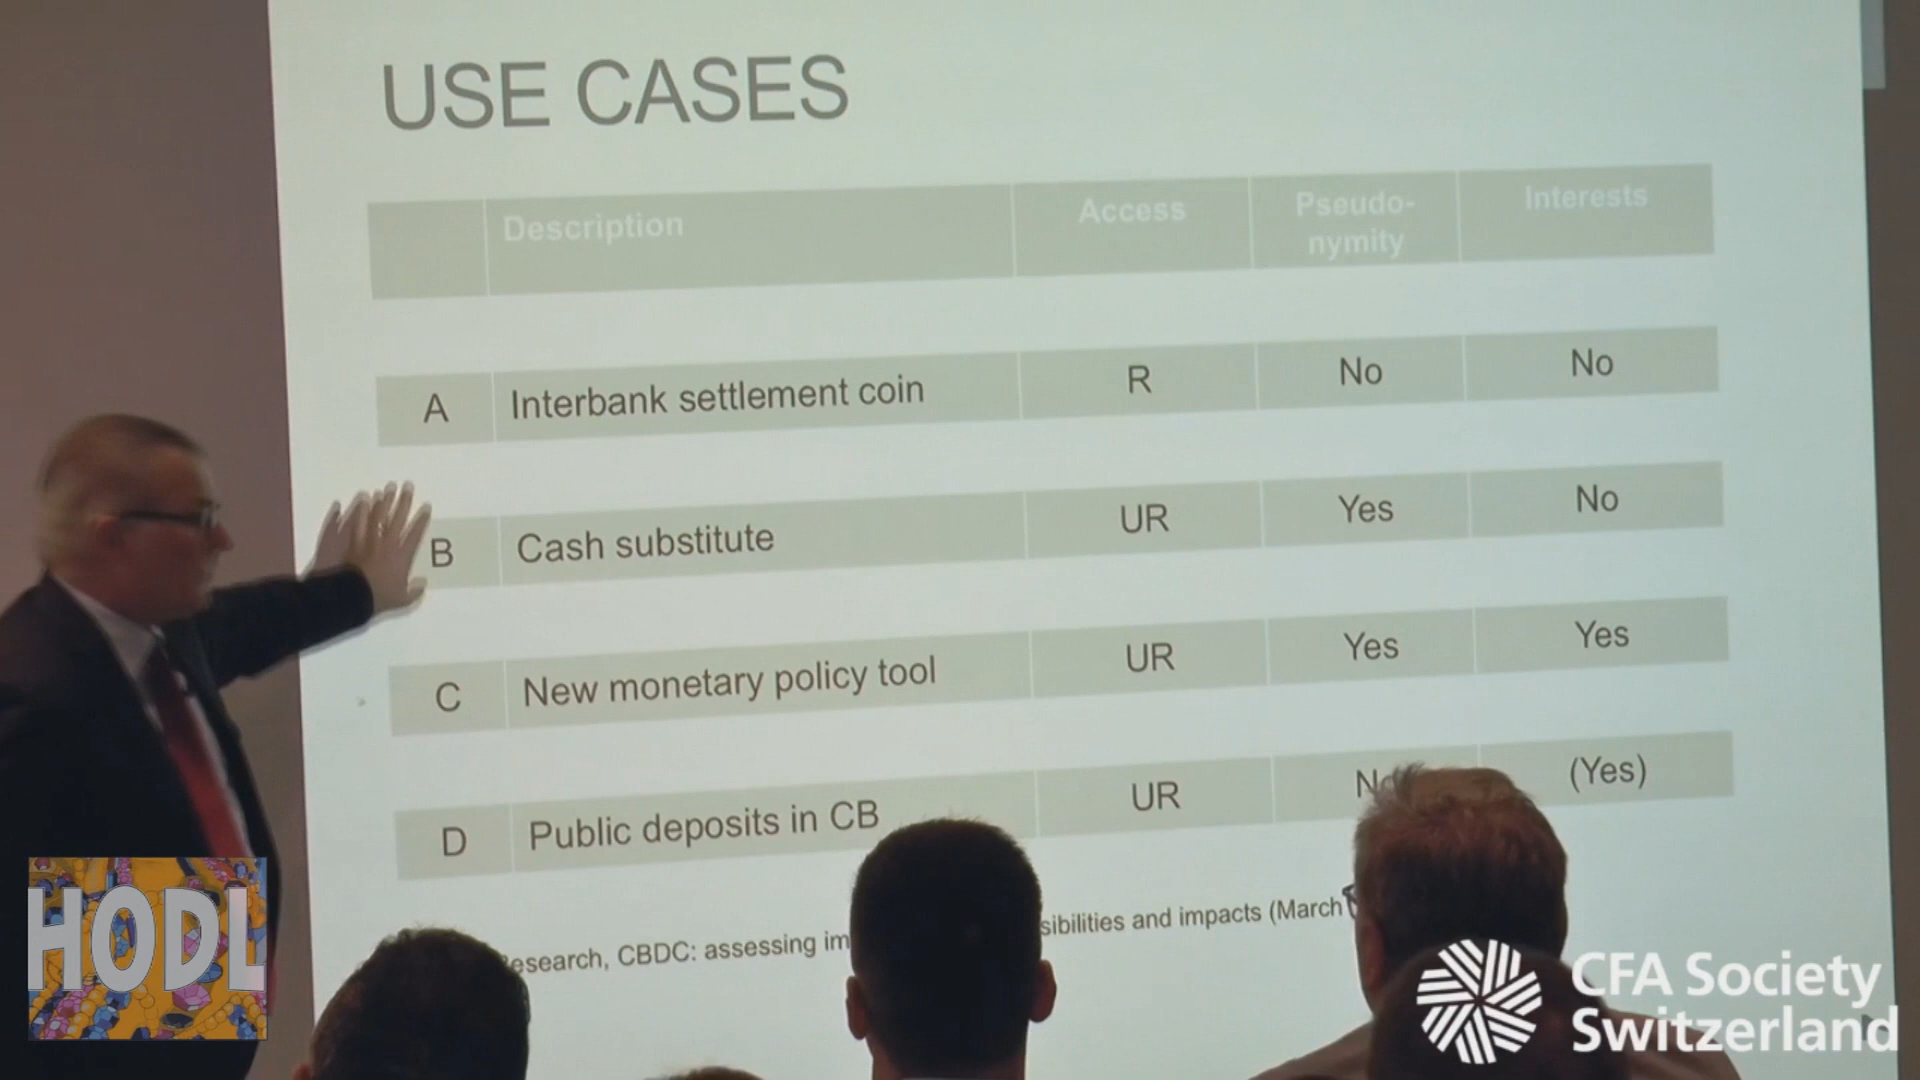 USE CASES
Description Access Pseudo- Interests
nymity
A Interbank settlement coin R No No
B Cash substitute UR Yes No
C New monetary policy tool UR Yes Yes
D Public deposits in CB UR (Yes)
CBDC: assessing and impacts (March
HODL
CFA Society
Switzerland